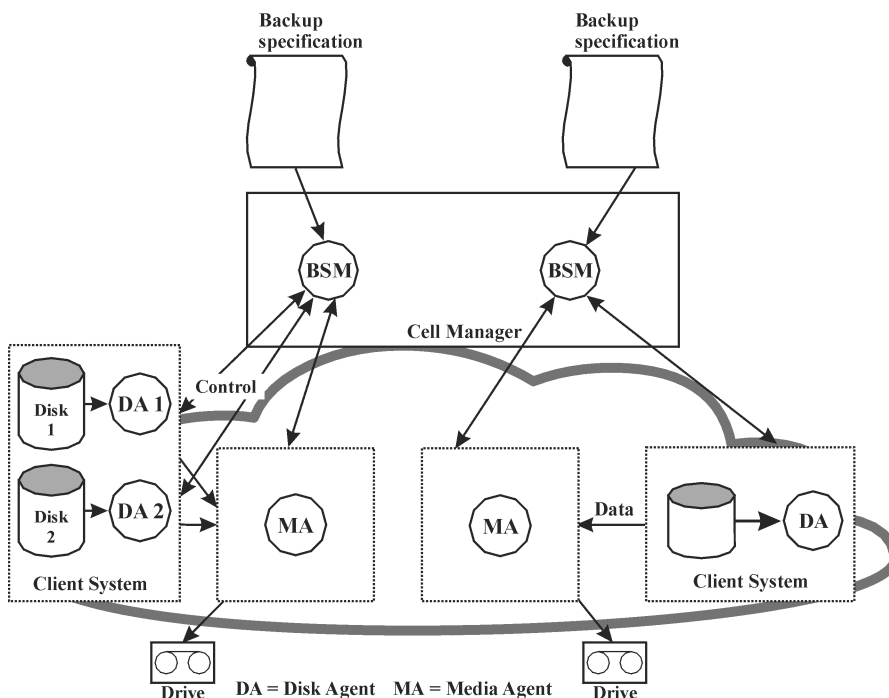 Backup
specification
Backup
specification
BSM
BSM
Cell Manager
Control
Disk
1
DA 1
Disk
2
DA 2
Client System
MA
MA
Data
DA
Client System
Drive
DA = Disk Agent MA = Media Agent
Drive